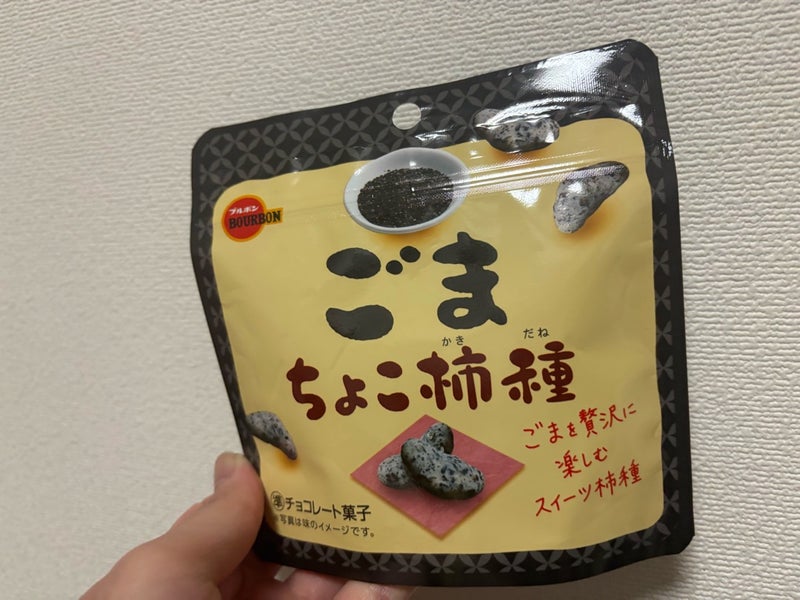 ブルボン
BOURBON
ごま
かき だね
ちょこ柿種
ごまを贅沢に
楽しむ
スイーツ柿種
準チョコレート菓子
※写真は味のイメージです。